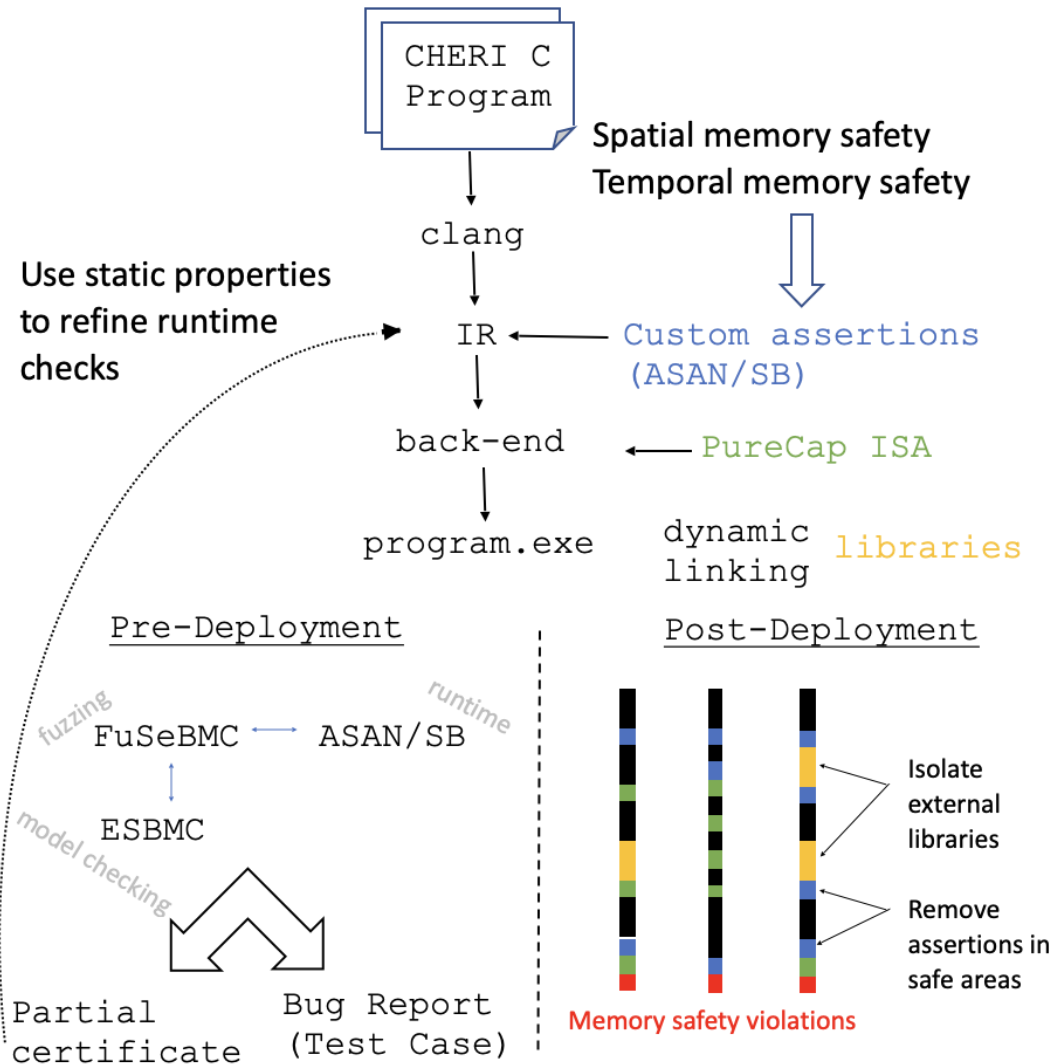 CHERI C
Program
Spatial memory safety
Temporal memory safety
clang
Use static properties
to refine runtime
checks
IR
Custom assertions
(ASAN/SB)
back-end
PureCap ISA
program.exe
dynamic
linking
libraries
Pre-Deployment
Post-Deployment
fuzzing
runtime
FuSeBMC
ASAN/SB
ESBMC
model checking
Isolate
external
libraries
Remove
assertions in
safe areas
Partial
certificate
Bug Report
(Test Case)
Memory safety violations